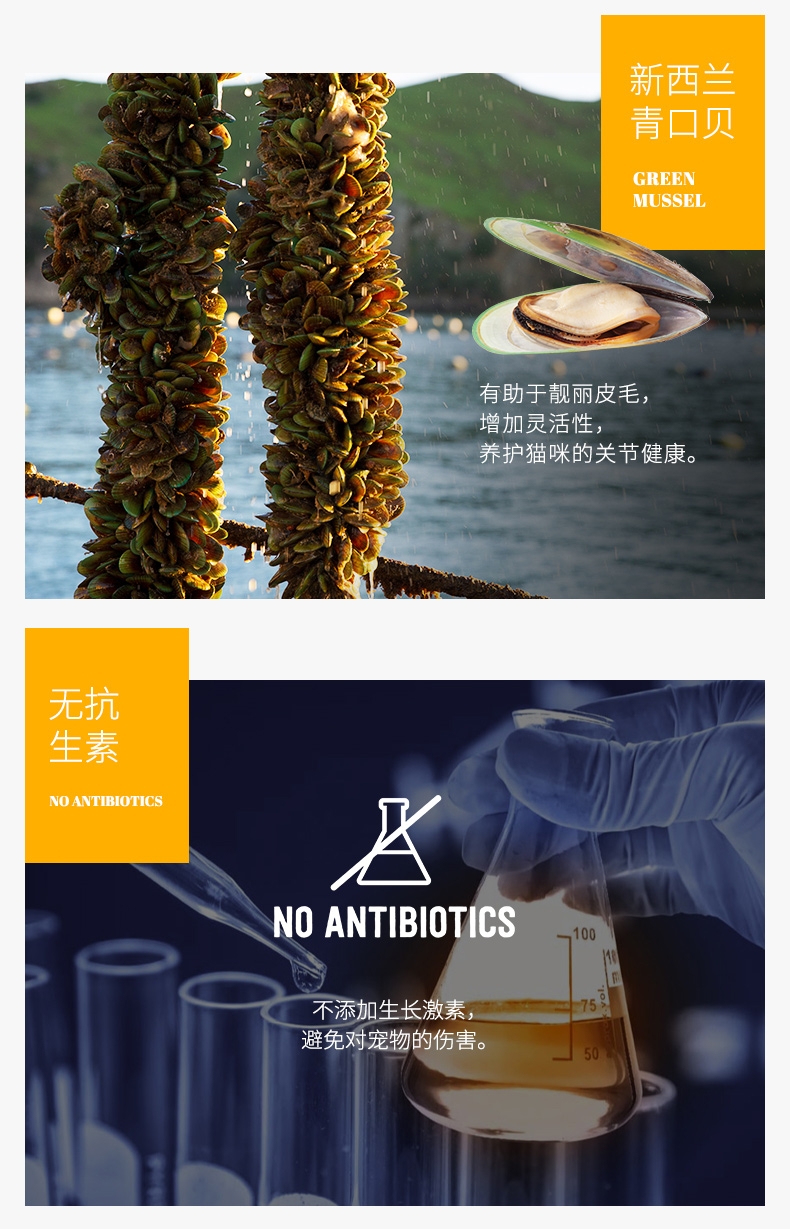 新西兰
青口贝
GREEN
MUSSEL
有助于靓丽皮毛，
增加灵活性，
养护猫咪的关节健康。
无抗
生素
NO ANTIBIOTICS
NO ANTIBIOTICS
不添加生长激素，
避免对宠物的伤害。
100
75
50